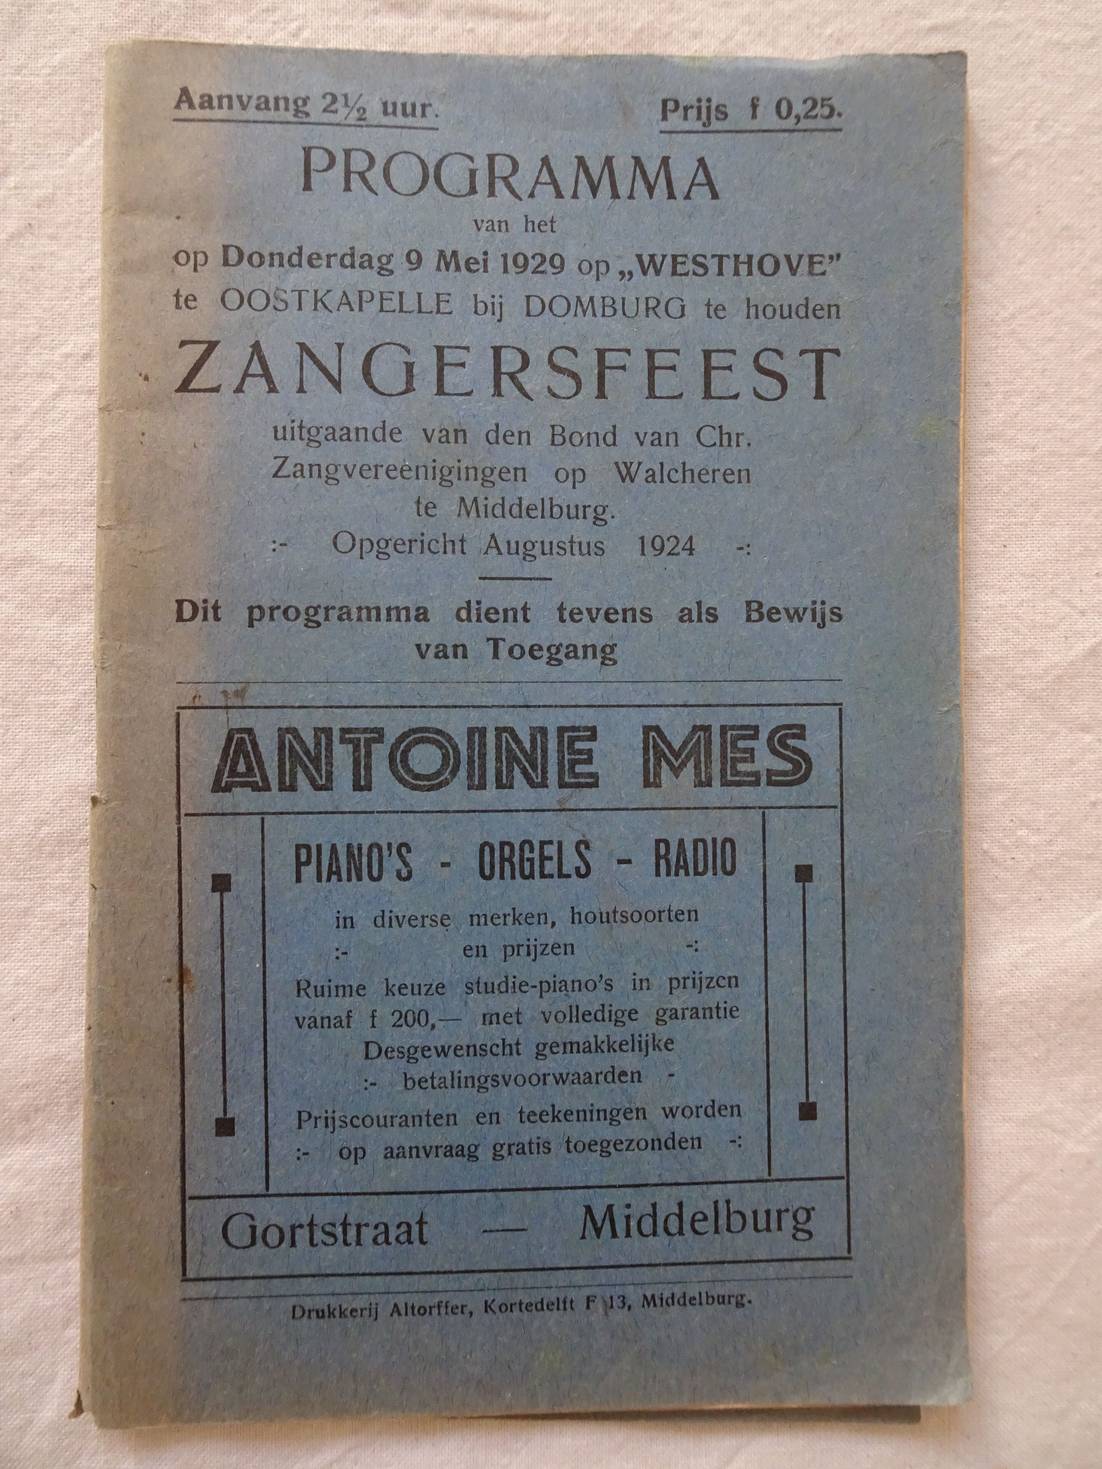 Aanvang 2½ uur. Prijs f 0,25.
PROGRAMMA
van het
op Donderdag 9 Mei 1929 op „WESTHOVE”
te OOSTKAPELLE bij DOMBURG te houden
ZANGERSFEEST
uitgaande van den Bond van Chr.
Zangvereenigingen op Walcheren
te Middelburg.
:- Opgericht Augustus 1924 -:
Dit programma dient tevens als Bewijs
van Toegang
ANTOINE MES
PIANO'S - ORGELS - RADIO
in diverse merken, houtsoorten
:- en prijzen -:
Ruime keuze studie-piano's in prijzen
vanaf f 200,— met volledige garantie
Desgewenscht gemakkelijke
:- betalingsvoorwaarden -
Prijscouranten en teekeningen worden
:- op aanvraag gratis toegezonden -:
Gortstraat — Middelburg
Drukkerij Altorffer, Kortedelft F 13, Middelburg.